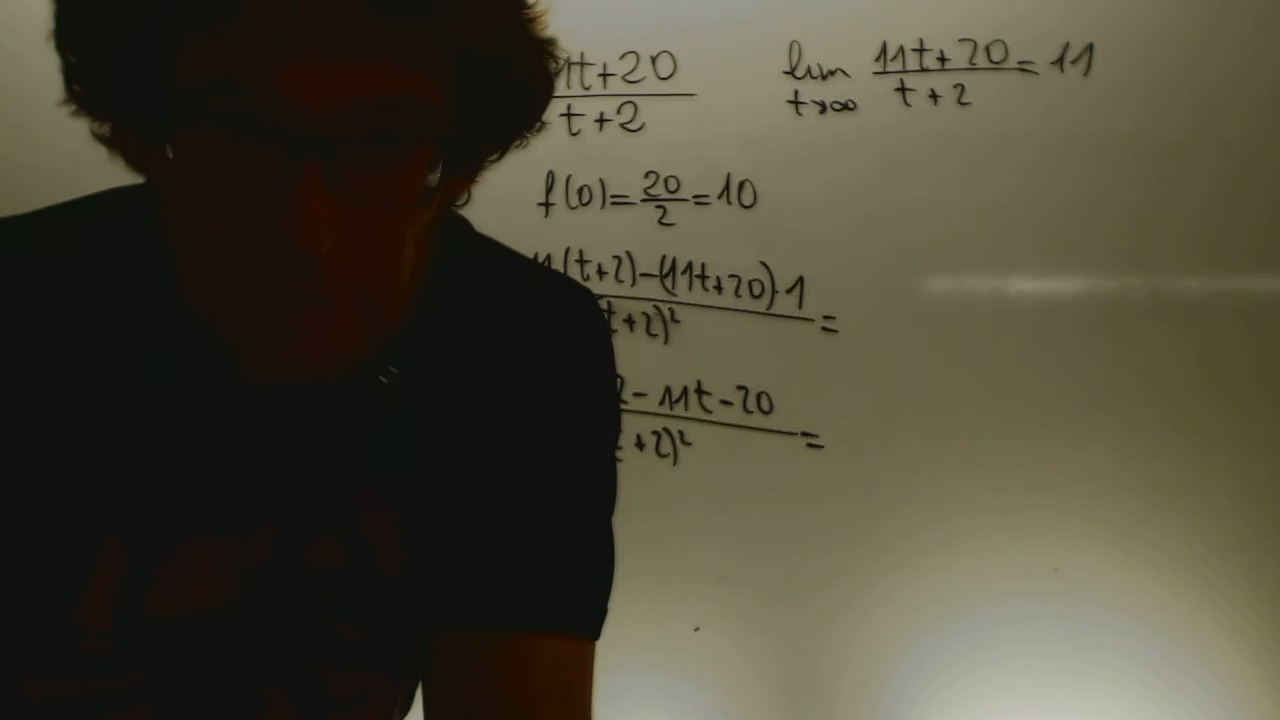 11t+20 / t+2    lim t→∞ 11t+20 / t+2 = 11
f(0)=20/2=10
(t+2)-(11t+20)·1 / t+2)² =
2-11t-20 / +2)² =